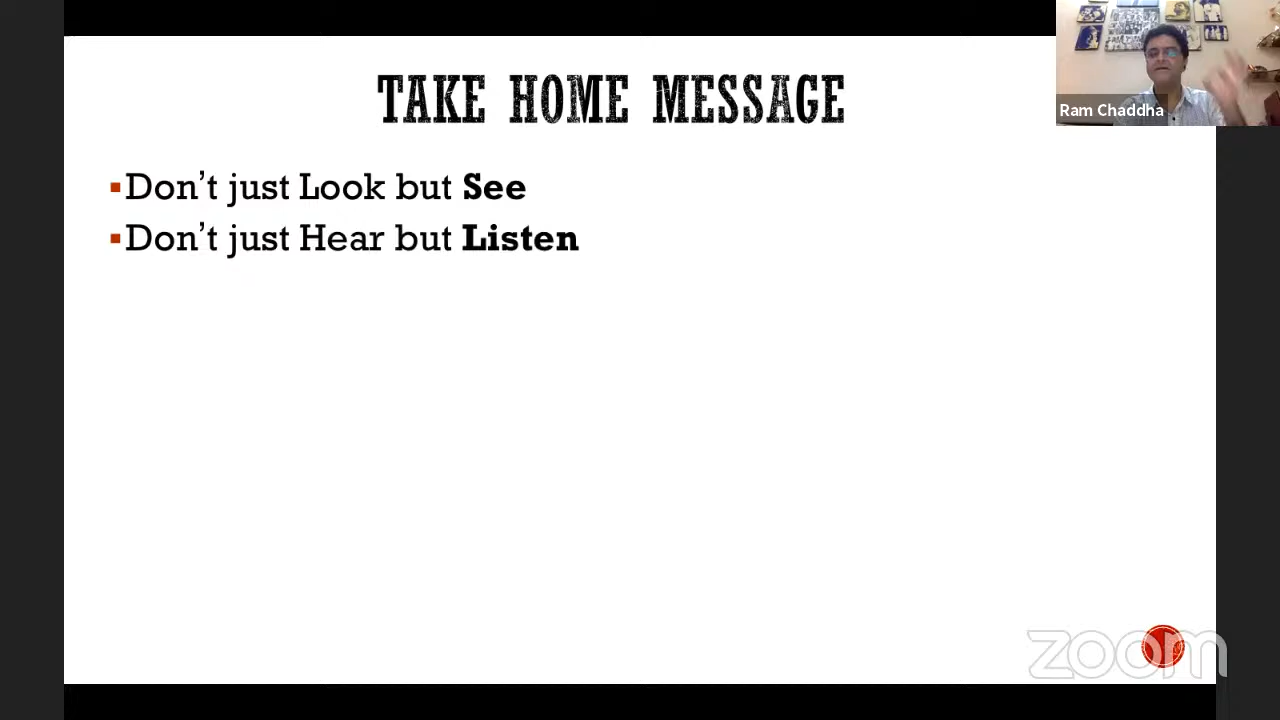 TAKE HOME MESSAGE
Ram Chaddha
Don't just Look but See
Don't just Hear but Listen
zoom